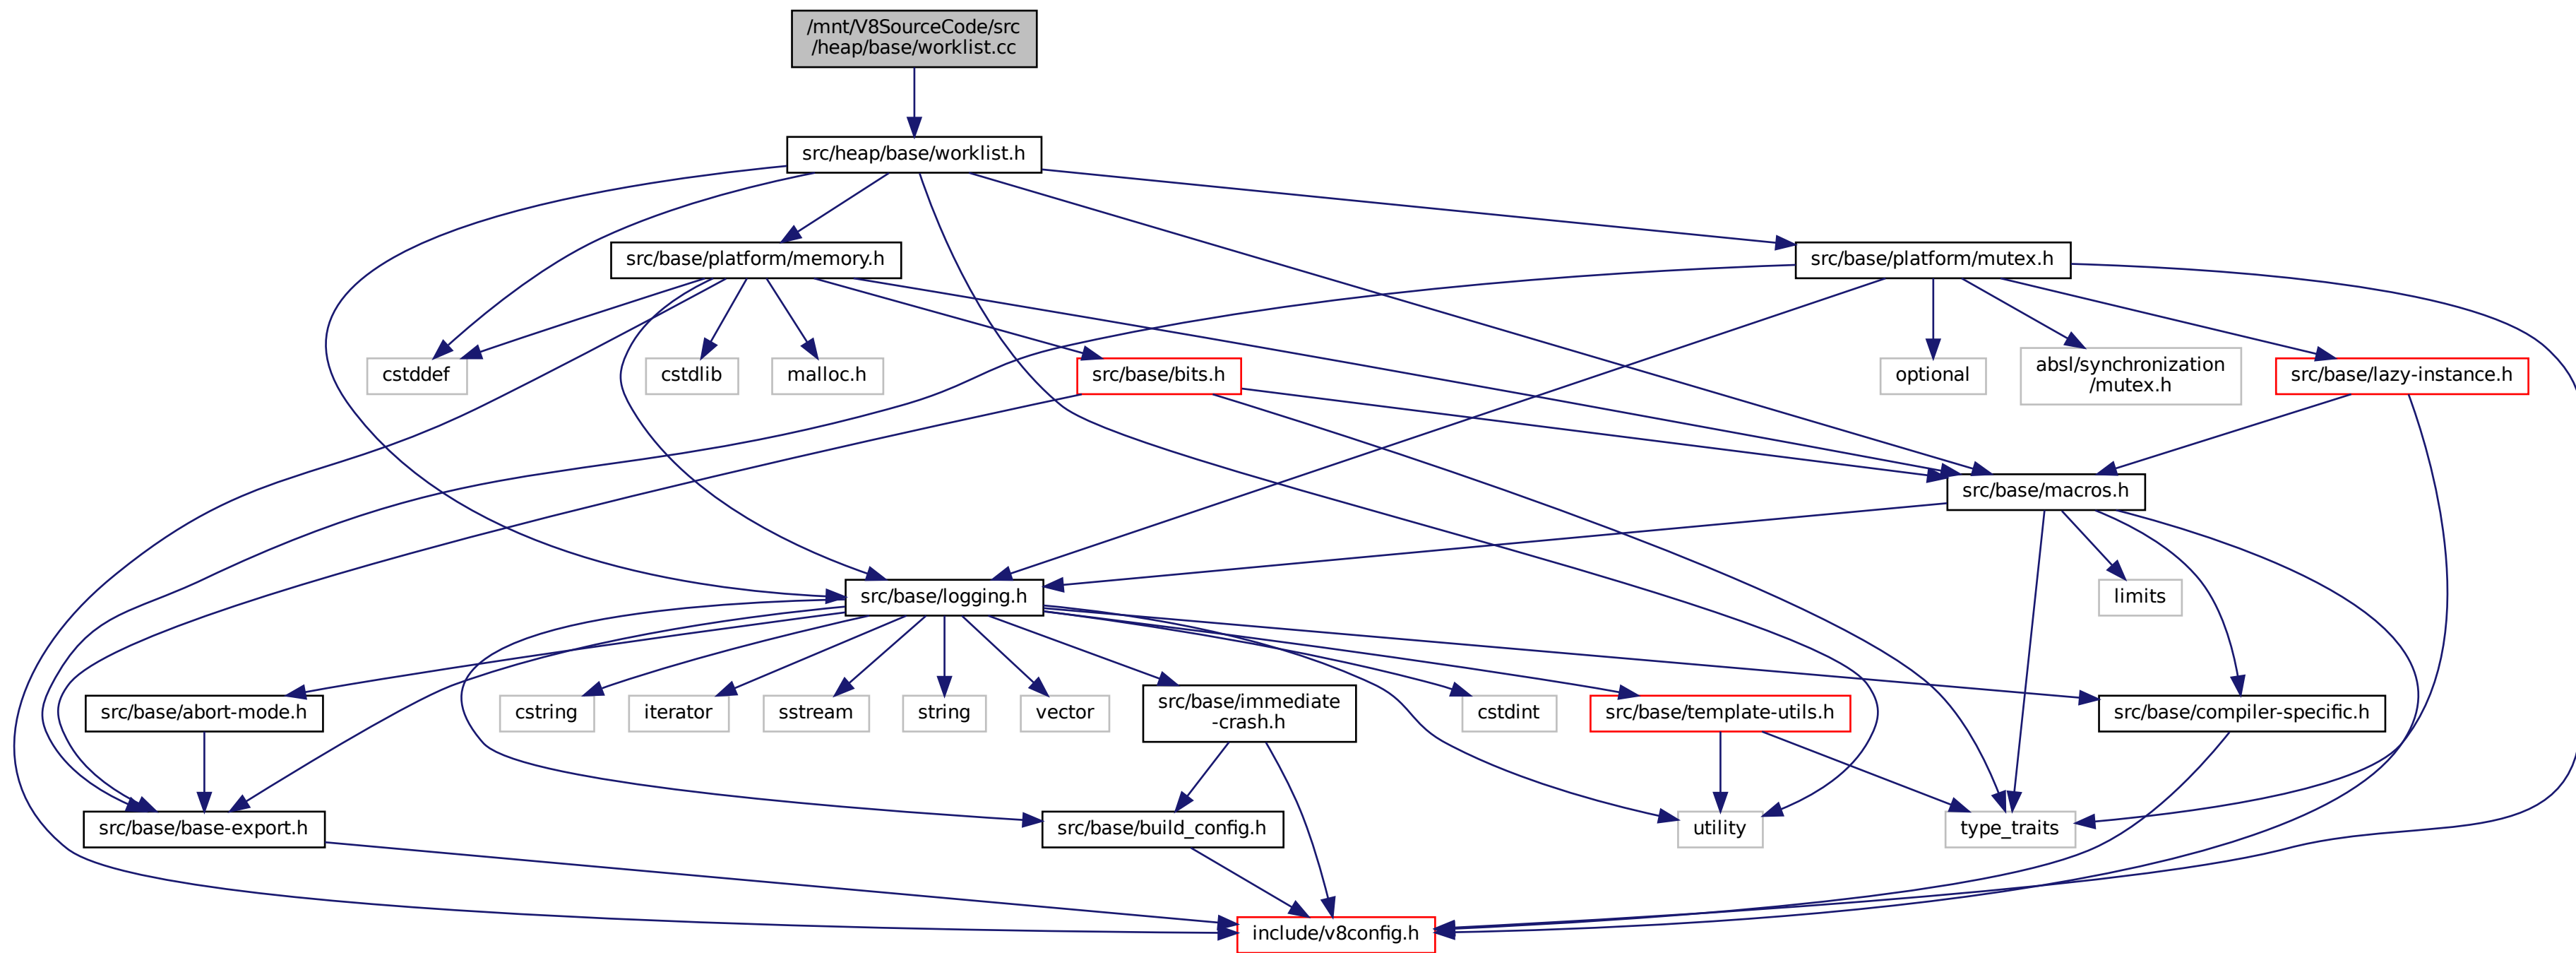 /mnt/V8SourceCode/src
/heap/base/worklist.cc
src/heap/base/worklist.h
src/base/platform/memory.h
src/base/platform/mutex.h
cstddef
cstdlib
malloc.h
src/base/bits.h
optional
absl/synchronization
/mutex.h
src/base/lazy-instance.h
src/base/macros.h
src/base/logging.h
limits
src/base/abort-mode.h
cstring
iterator
sstream
string
vector
src/base/immediate
-crash.h
cstdint
src/base/template-utils.h
src/base/compiler-specific.h
src/base/base-export.h
src/base/build_config.h
utility
type_traits
include/v8config.h